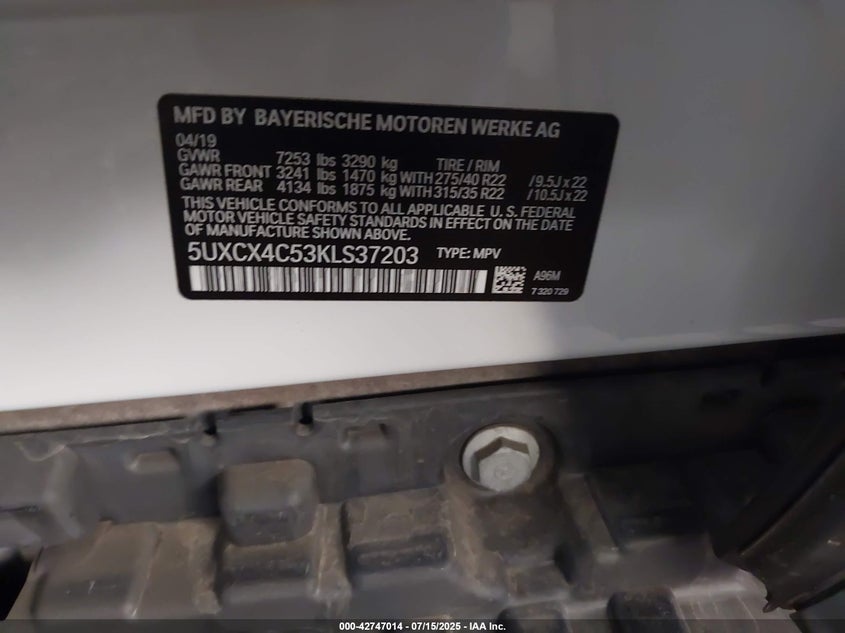 MFD BY BAYERISCHE MOTOREN WERKE AG
04/19
GVWR 7253 lbs 3290 kg TIRE / RIM
GAWR FRONT 3241 lbs 1470 kg WITH 275/40 R22 /9.5J x 22
GAWR REAR 4134 lbs 1875 kg WITH 315/35 R22 /10.5J x 22
THIS VEHICLE CONFORMS TO ALL APPLICABLE U. S. FEDERAL
MOTOR VEHICLE SAFETY STANDARDS IN EFFECT ON THE DATE
OF MANUFACTURE SHOWN ABOVE.
5UXCX4C53KLS37203 TYPE: MPV
A96M
7 320 729
000-42747014 - 07/15/2025 - IAA Inc.